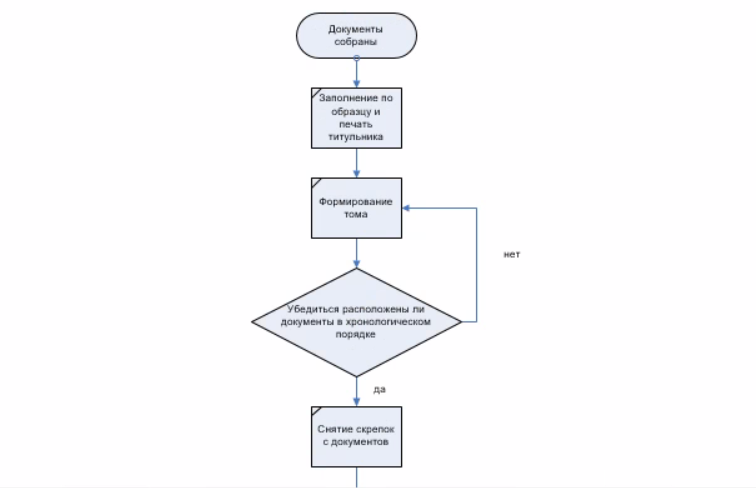 Документы
собраны
Заполнение по
образцу и
печать
титульника
Формирование
тома
нет
Убедиться расположены ли
документы в хронологическом
порядке
да
Снятие скрепок
с документов